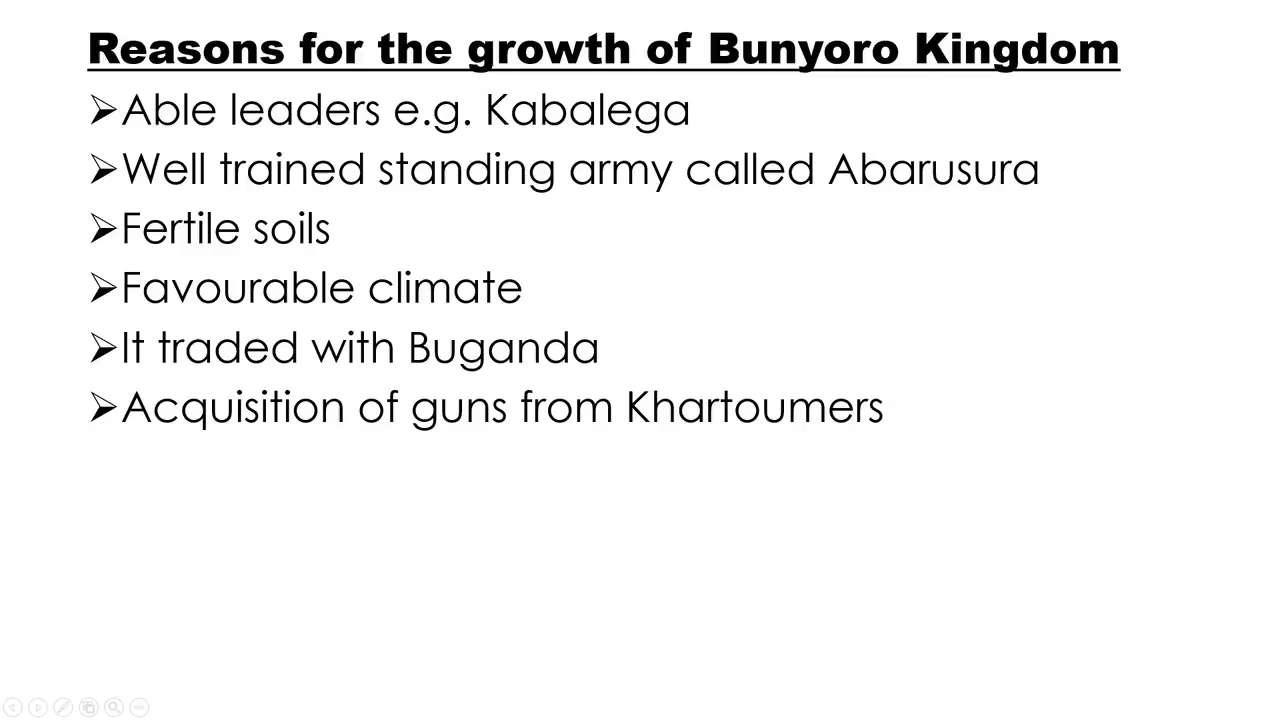 Reasons for the growth of Bunyoro Kingdom
➢Able leaders e.g. Kabalega
➢Well trained standing army called Abarusura
➢Fertile soils
➢Favourable climate
➢It traded with Buganda
➢Acquisition of guns from Khartoumers